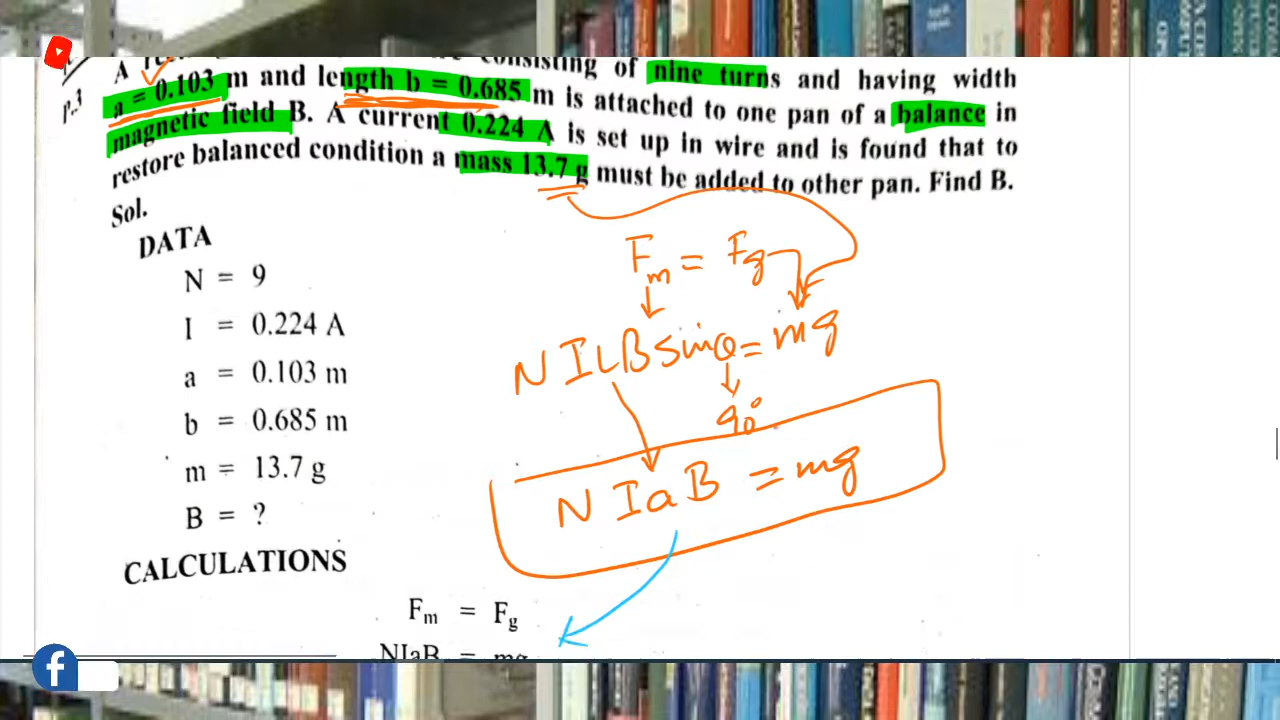 A consisting of nine turns and having width
P.3 a = 0.103 m and length b = 0.685 m is attached to one pan of a balance in
magnetic field B. A current 0.224 A is set up in wire and is found that to
restore balanced condition a mass 13.7 g must be added to other pan. Find B.
Sol.
DATA
N = 9
I = 0.224 A
a = 0.103 m
b = 0.685 m
m = 13.7 g
B = ?
CALCULATIONS
Fm = Fg
NIaB = mg
Fm = Fg
NILBsinθ = mg
90°
NIaB = mg
f